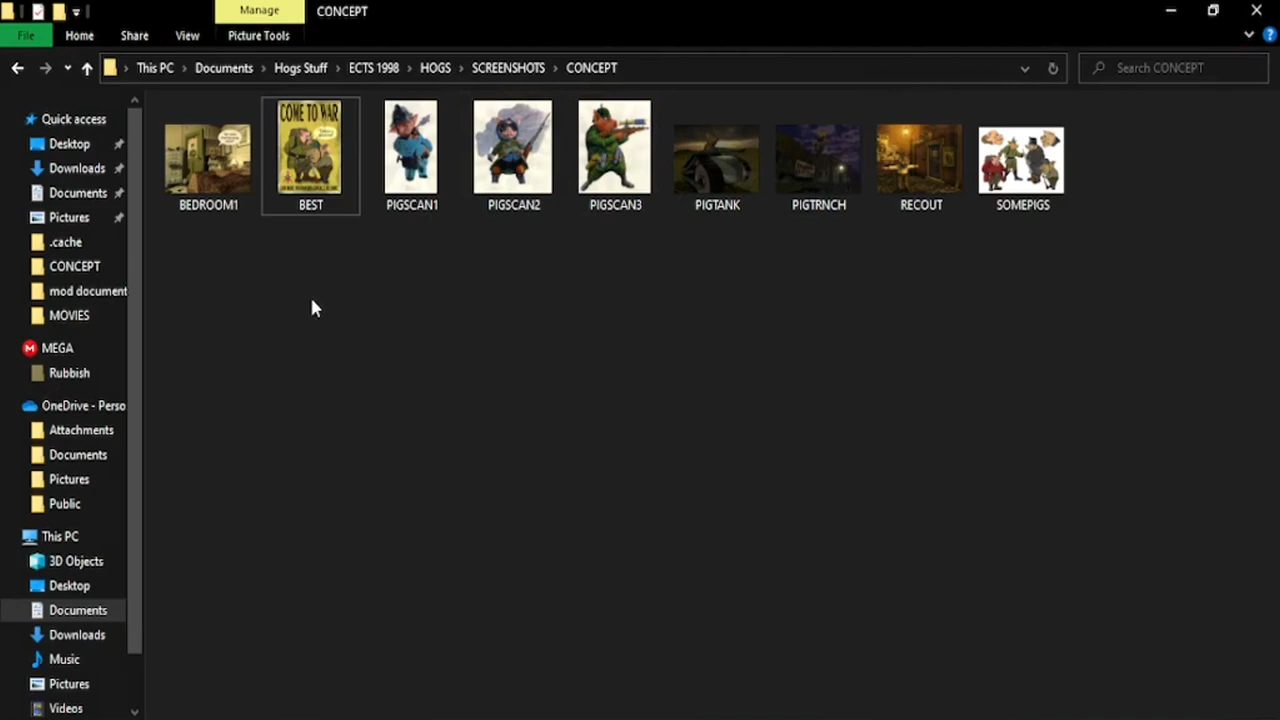 Manage
CONCEPT
File
Home
Share
View
Picture Tools
This PC
Documents
Hogs Stuff
ECTS 1998
HOGS
SCREENSHOTS
CONCEPT
Search CONCEPT
Quick access
Desktop
Downloads
Documents
Pictures
.cache
CONCEPT
mod document
MOVIES
MEGA
Rubbish
OneDrive - Perso
Attachments
Documents
Pictures
Public
This PC
3D Objects
Desktop
Documents
Downloads
Music
Pictures
Videos
COME TO WAR
BEDROOM1
BEST
PIGSCAN1
PIGSCAN2
PIGSCAN3
PIGTANK
PIGTRNCH
RECOUT
SOMEPIGS